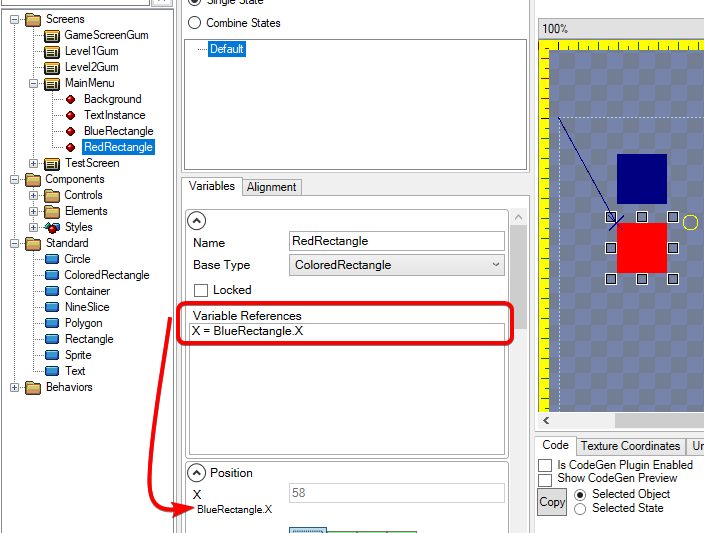 Single State
Combine States
Default
Screens
GameScreenGum
Level1Gum
Level2Gum
MainMenu
Background
TextInstance
BlueRectangle
RedRectangle
TestScreen
Components
Controls
Elements
Styles
Standard
Circle
ColoredRectangle
Container
NineSlice
Polygon
Rectangle
Sprite
Text
Behaviors
Variables
Alignment
Name
RedRectangle
Base Type
ColoredRectangle
Locked
Variable References
X = BlueRectangle.X
Position
X
58
BlueRectangle.X
100%
Code
Texture Coordinates
Is CodeGen Plugin Enabled
Show CodeGen Preview
Copy
Selected Object
Selected State